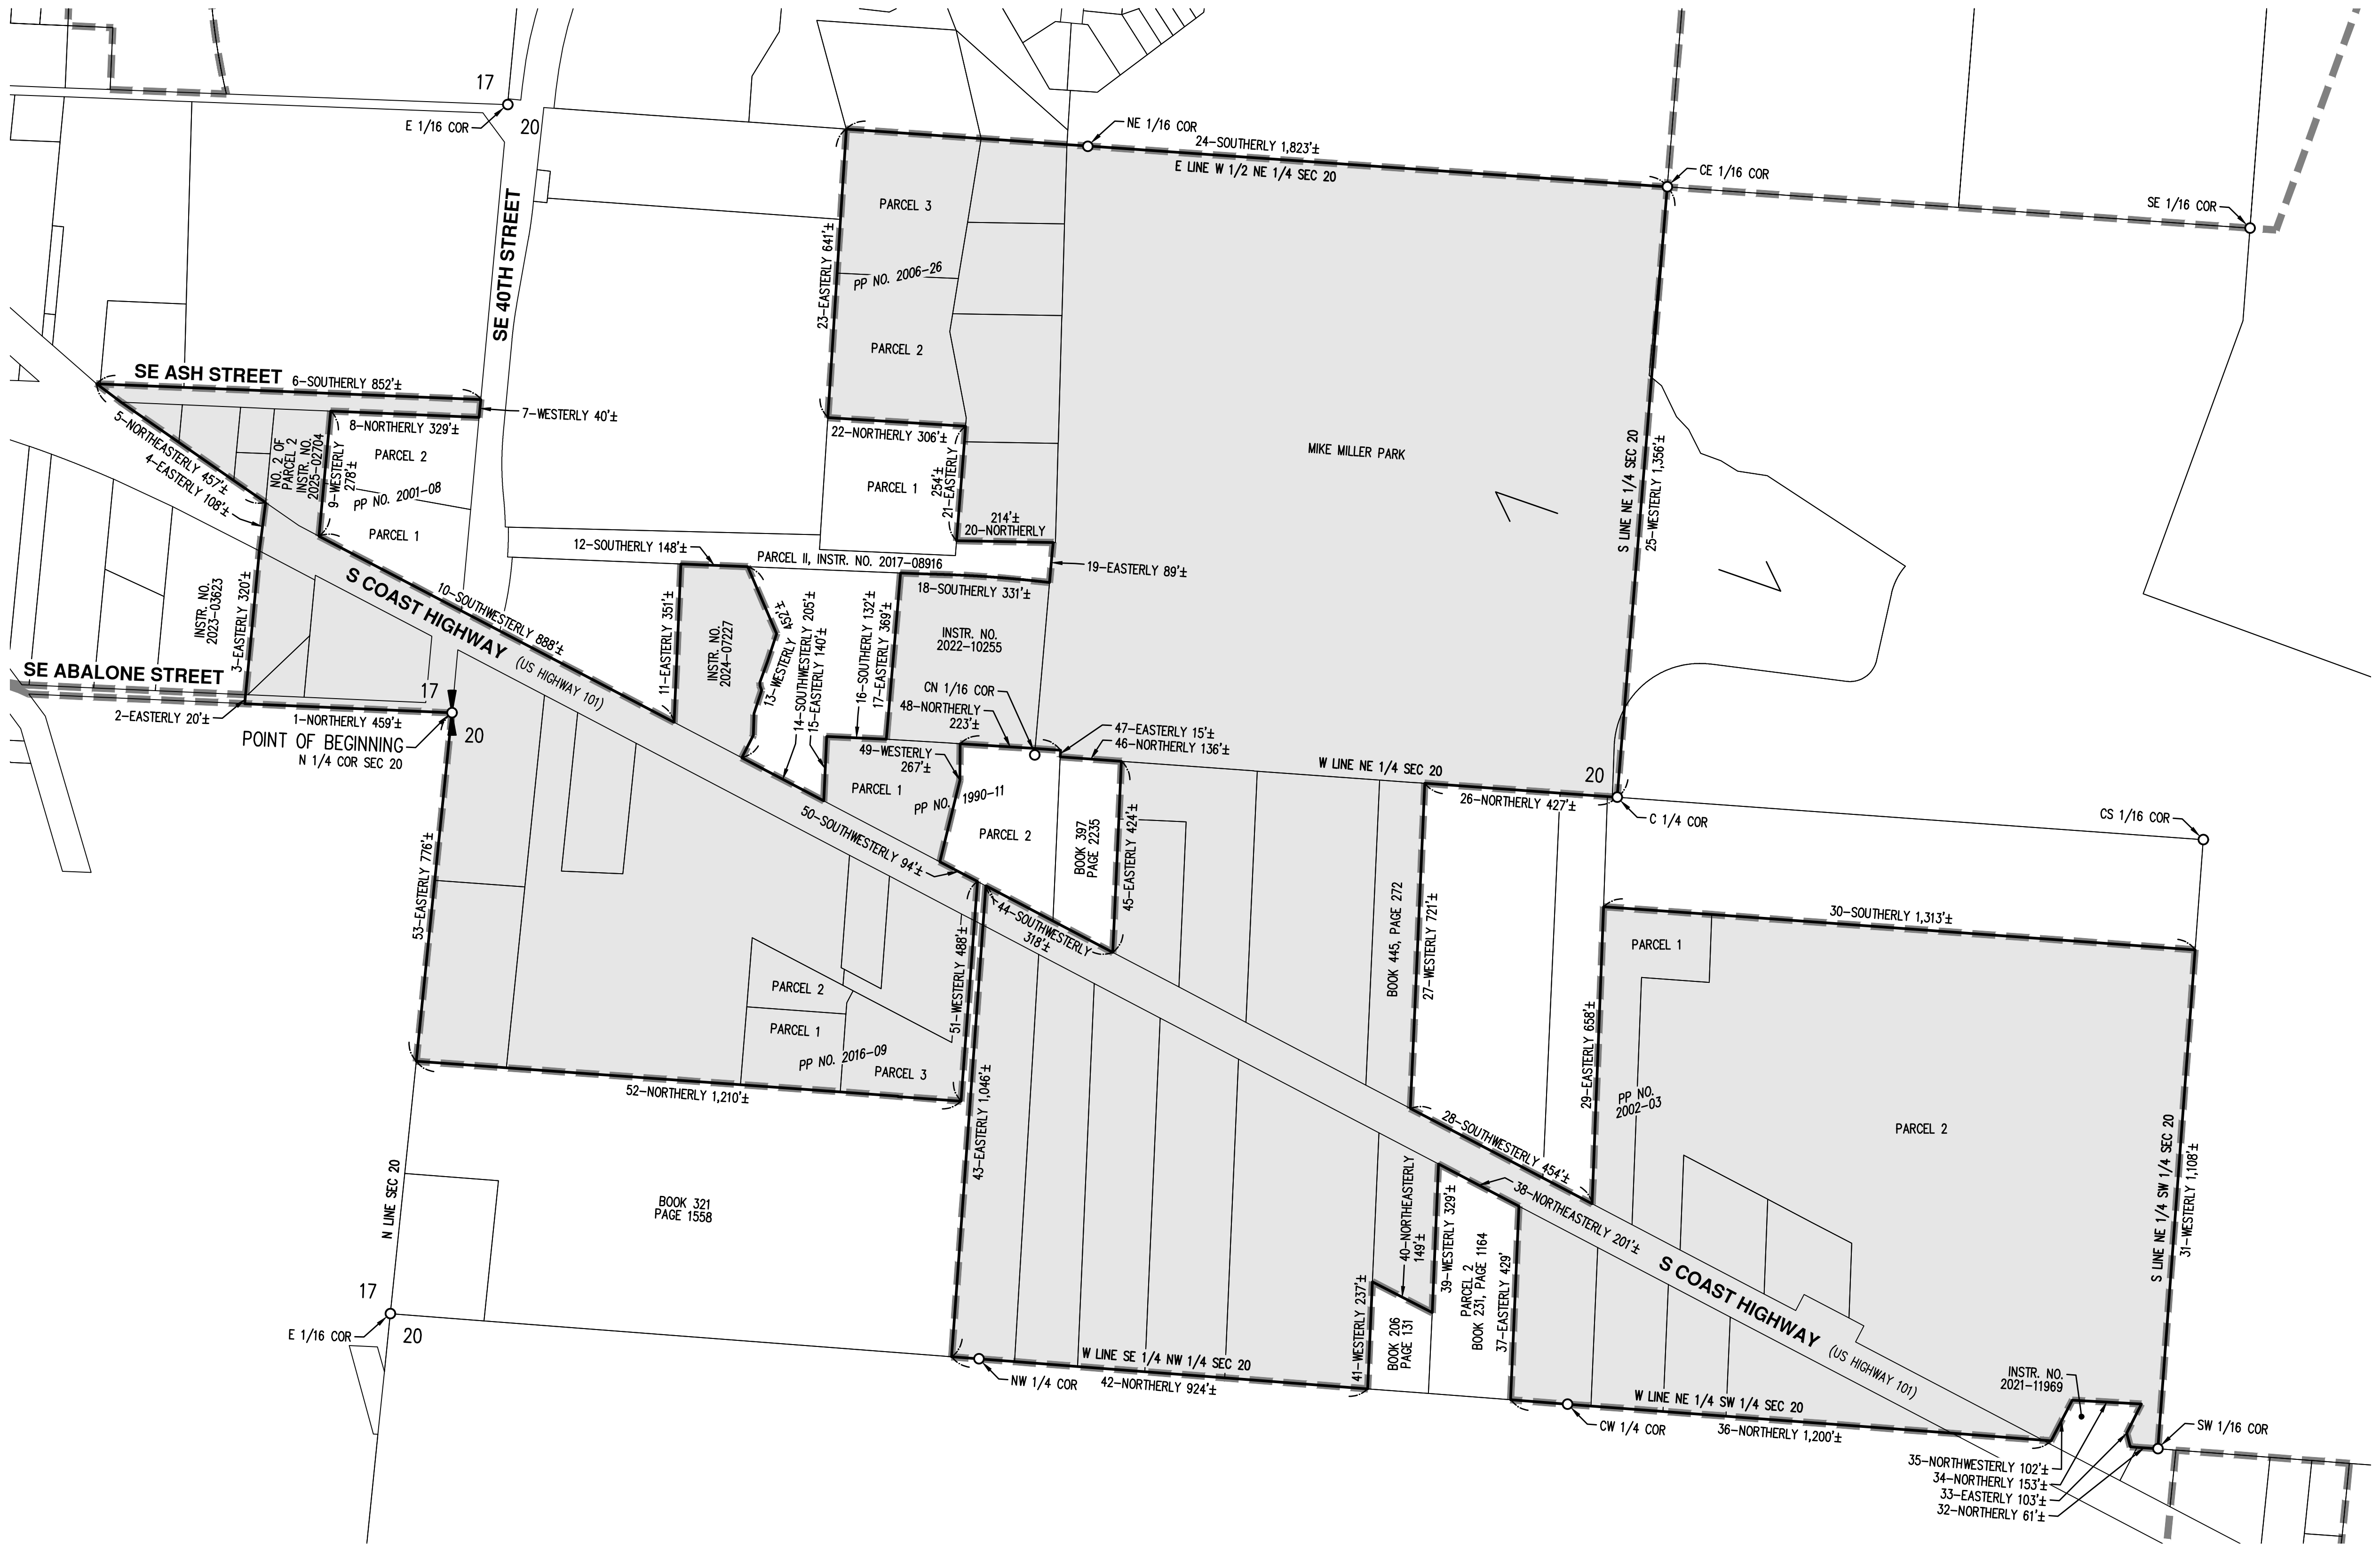 17
E 1/16 COR
20
NE 1/16 COR
24-SOUTHERLY 1,823'±
E LINE W 1/2 NE 1/4 SEC 20
CE 1/16 COR
SE 1/16 COR
SE 40TH STREET
PARCEL 3
23-EASTERLY 641'±
PP NO. 2006-26
PARCEL 2
SE ASH STREET
6-SOUTHERLY 852'±
7-WESTERLY 40'±
8-NORTHERLY 329'±
5-NORTHEASTERLY 457'±
4-EASTERLY 108'±
NO. 2 OF
PARCEL 2
INSTR. NO.
2025-02704
9-WESTERLY
278'±
PARCEL 2
PP NO. 2001-08
PARCEL 1
22-NORTHERLY 306'±
PARCEL 1
21-EASTERLY
254'±
214'±
20-NORTHERLY
MIKE MILLER PARK
S LINE NE 1/4 SEC 20
25-WESTERLY 1,356'±
12-SOUTHERLY 148'±
PARCEL II, INSTR. NO. 2017-08916
19-EASTERLY 89'±
18-SOUTHERLY 331'±
INSTR. NO.
2023-03623
3-EASTERLY 320'±
S COAST HIGHWAY
(US HIGHWAY 101)
10-SOUTHWESTERLY 888'±
11-EASTERLY 351'±
INSTR. NO.
2024-07227
13-WESTERLY 452'±
14-SOUTHWESTERLY 205'±
15-EASTERLY 140'±
16-SOUTHERLY 132'±
17-EASTERLY 369'±
INSTR. NO.
2022-10255
SE ABALONE STREET
17
2-EASTERLY 20'±
1-NORTHERLY 459'±
POINT OF BEGINNING
N 1/4 COR SEC 20
20
CN 1/16 COR
48-NORTHERLY
223'±
47-EASTERLY 15'±
46-NORTHERLY 136'±
49-WESTERLY
267'±
W LINE NE 1/4 SEC 20
20
26-NORTHERLY 427'±
C 1/4 COR
CS 1/16 COR
PARCEL 1
PP NO. 1990-11
PARCEL 2
BOOK 397
PAGE 2235
45-EASTERLY 424'±
50-SOUTHWESTERLY 94'±
44-SOUTHWESTERLY
318'±
53-EASTERLY 776'±
51-WESTERLY 488'±
BOOK 445, PAGE 272
27-WESTERLY 721'±
30-SOUTHERLY 1,313'±
PARCEL 1
PARCEL 2
PARCEL 1
PP NO. 2016-09
PARCEL 3
52-NORTHERLY 1,210'±
43-EASTERLY 1,046'±
29-EASTERLY 658'±
PP NO.
2002-03
PARCEL 2
28-SOUTHWESTERLY 454'±
38-NORTHEASTERLY 201'±
S LINE NE 1/4 SW 1/4 SEC 20
31-WESTERLY 1,108'±
N LINE SEC 20
BOOK 321
PAGE 1558
40-NORTHEASTERLY
149'±
39-WESTERLY 329'±
PARCEL 2
BOOK 231, PAGE 1164
37-EASTERLY 429'
S COAST HIGHWAY
(US HIGHWAY 101)
17
E 1/16 COR
20
41-WESTERLY 237'±
BOOK 206
PAGE 131
W LINE SE 1/4 NW 1/4 SEC 20
42-NORTHERLY 924'±
NW 1/4 COR
CW 1/4 COR
W LINE NE 1/4 SW 1/4 SEC 20
36-NORTHERLY 1,200'±
INSTR. NO.
2021-11969
SW 1/16 COR
35-NORTHWESTERLY 102'±
34-NORTHERLY 153'±
33-EASTERLY 103'±
32-NORTHERLY 61'±